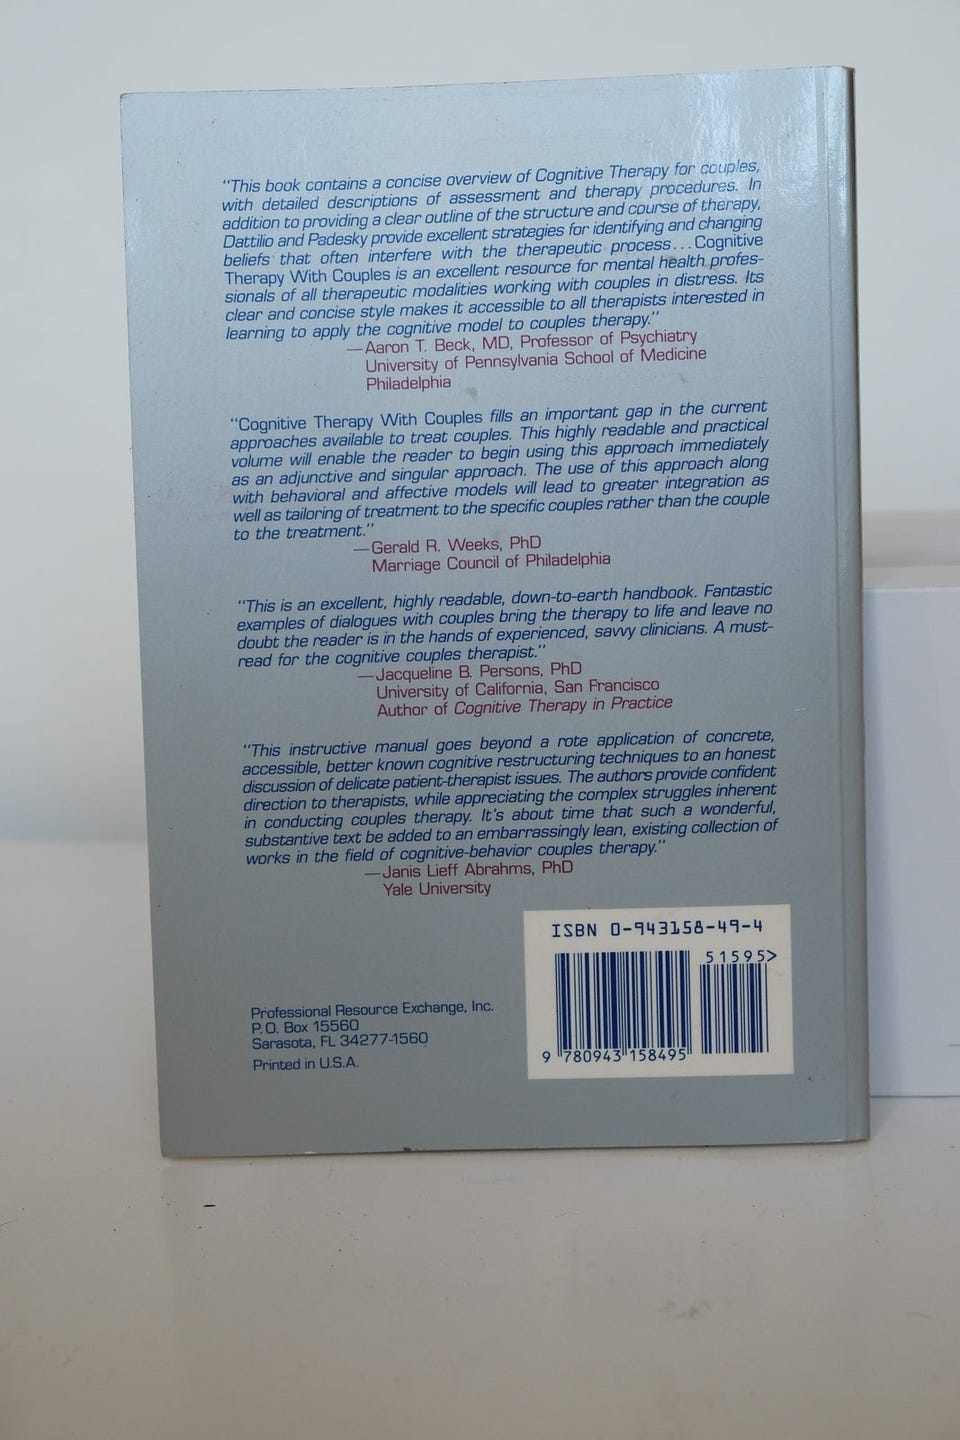 "This book contains a concise overview of Cognitive Therapy for couples,
with detailed descriptions of assessment and therapy procedures. In
addition to providing a clear outline of the structure and course of therapy,
Dattilio and Padesky provide excellent strategies for identifying and changing
beliefs that often interfere with the therapeutic process...Cognitive
Therapy With Couples is an excellent resource for mental health profes-
sionals of all therapeutic modalities working with couples in distress. Its
clear and concise style makes it accessible to all therapists interested in
learning to apply the cognitive model to couples therapy."
—Aaron T. Beck, MD, Professor of Psychiatry
University of Pennsylvania School of Medicine
Philadelphia
"Cognitive Therapy With Couples fills an important gap in the current
approaches available to treat couples. This highly readable and practical
volume will enable the reader to begin using this approach immediately
as an adjunctive and singular approach. The use of this approach along
with behavioral and affective models will lead to greater integration as
well as tailoring of treatment to the specific couples rather than the couple
to the treatment."
—Gerald R. Weeks, PhD
Marriage Council of Philadelphia
"This is an excellent, highly readable, down-to-earth handbook. Fantastic
examples of dialogues with couples bring the therapy to life and leave no
doubt the reader is in the hands of experienced, savvy clinicians. A must-
read for the cognitive couples therapist."
—Jacqueline B. Persons, PhD
University of California, San Francisco
Author of Cognitive Therapy in Practice
"This instructive manual goes beyond a rote application of concrete,
accessible, better known cognitive restructuring techniques to an honest
discussion of delicate patient-therapist issues. The authors provide confident
direction to therapists, while appreciating the complex struggles inherent
in conducting couples therapy. It's about time that such a wonderful,
substantive text be added to an embarrassingly lean, existing collection of
works in the field of cognitive-behavior couples therapy."
—Janis Lieff Abrahms, PhD
Yale University
ISBN 0-943158-49-4
51595>
9 780943 158495
Professional Resource Exchange, Inc.
P.O. Box 15560
Sarasota, FL 34277-1560
Printed in U.S.A.